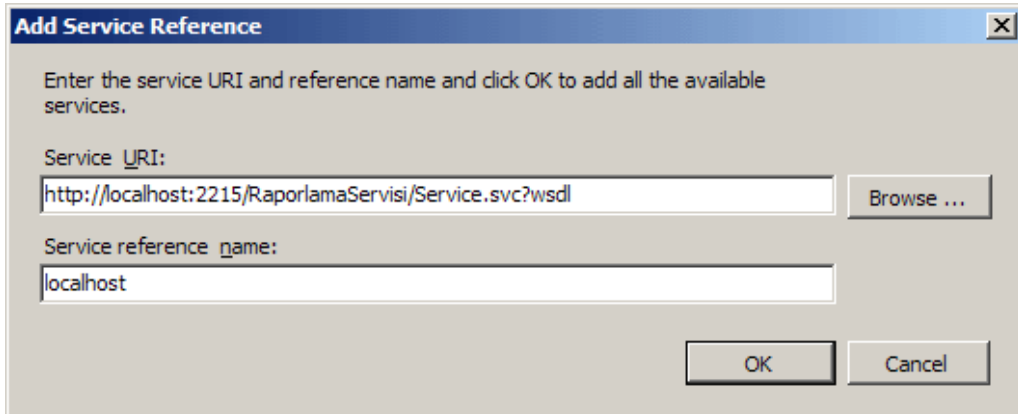 Add Service Reference
Enter the service URI and reference name and click OK to add all the available
services.
Service URI:
http://localhost:2215/RaporlamaServisi/Service.svc?wsdl
Browse ...
Service reference name:
localhost
OK
Cancel